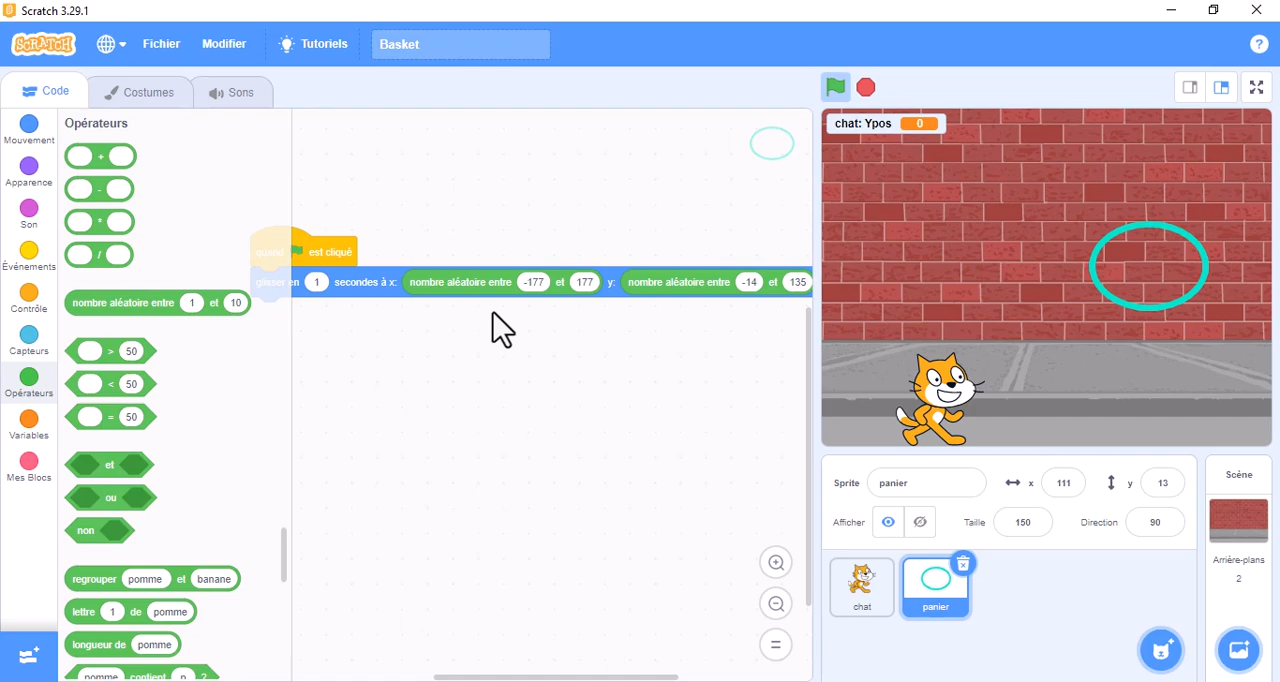 Scratch 3.29.1
SCRATCH Fichier Modifier Tutoriels Basket ?
Code Costumes Sons
Mouvement
Apparence
Son
Événements
Contrôle
Capteurs
Opérateurs
Variables
Mes Blocs
Opérateurs
+
-
*
/
nombre aléatoire entre 1 et 10
> 50
< 50
= 50
et
ou
non
regrouper pomme et banane
lettre 1 de pomme
longueur de pomme
pomme contient p ?
quand est cliqué
glisser en 1 secondes à x: nombre aléatoire entre -177 et 177 y: nombre aléatoire entre -14 et 135
chat: Ypos 0
Sprite panier x 111 y 13
Afficher Taille 150 Direction 90
chat
panier
Scène
Arrière-plans
2